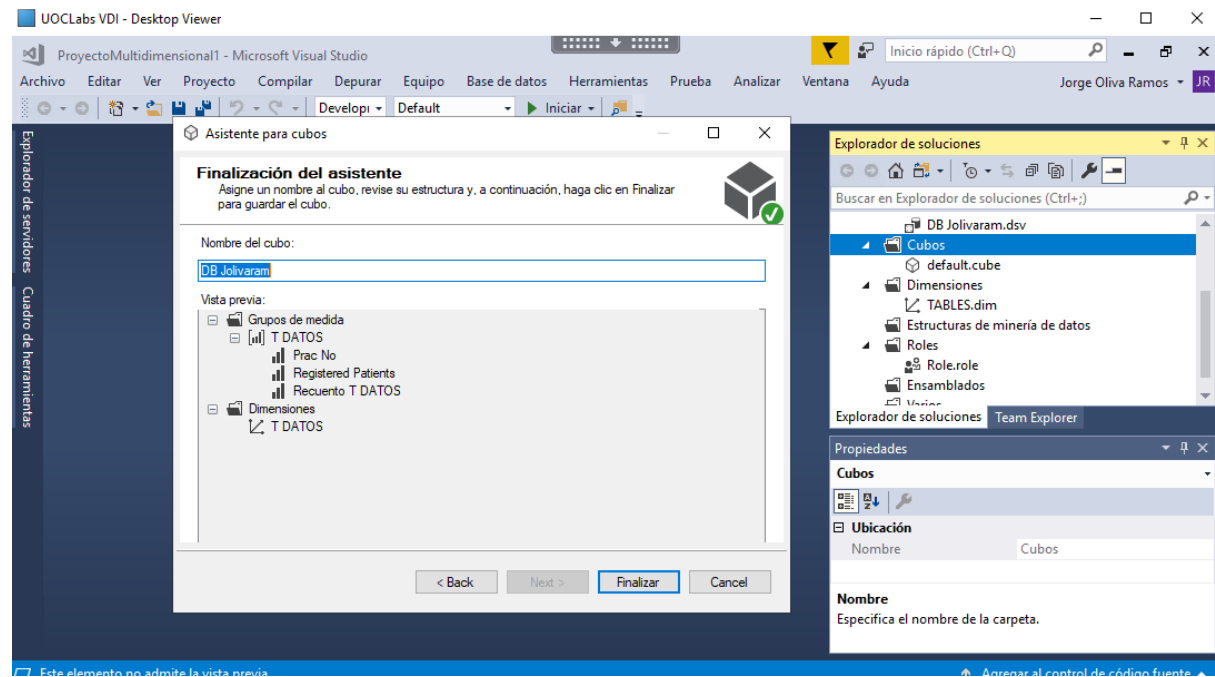 UOCLabs VDI - Desktop Viewer
ProyectoMultidimensional1 - Microsoft Visual Studio
Inicio rápido (Ctrl+Q)
Archivo Editar Ver Proyecto Compilar Depurar Equipo Base de datos Herramientas Prueba Analizar Ventana Ayuda
Jorge Oliva Ramos JR
Developı Default Iniciar
Explorador de servidores
Cuadro de herramientas
Asistente para cubos
Finalización del asistente
Asigne un nombre al cubo, revise su estructura y, a continuación, haga clic en Finalizar
para guardar el cubo.
Nombre del cubo:
DB Jolivaram
Vista previa:
Grupos de medida
T DATOS
Prac No
Registered Patients
Recuento T DATOS
Dimensiones
T DATOS
< Back Next > Finalizar Cancel
Explorador de soluciones
Buscar en Explorador de soluciones (Ctrl+;)
DB Jolivaram.dsv
Cubos
default.cube
Dimensiones
TABLES.dim
Estructuras de minería de datos
Roles
Role.role
Ensamblados
Varios
Explorador de soluciones Team Explorer
Propiedades
Cubos
Ubicación
Nombre Cubos
Nombre
Especifica el nombre de la carpeta.
Este elemento no admite la vista previa
Agregar al control de código fuente